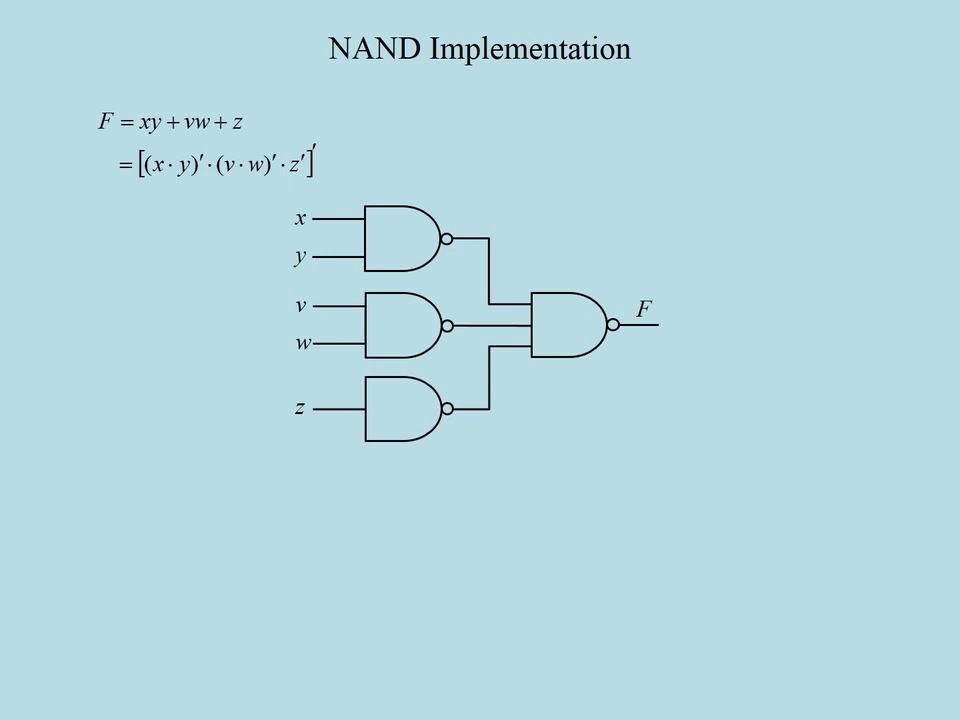 NAND Implementation
F = xy + vw + z
= [(x · y)′ · (v · w)′ · z′]′
x
y
v
w
z
F